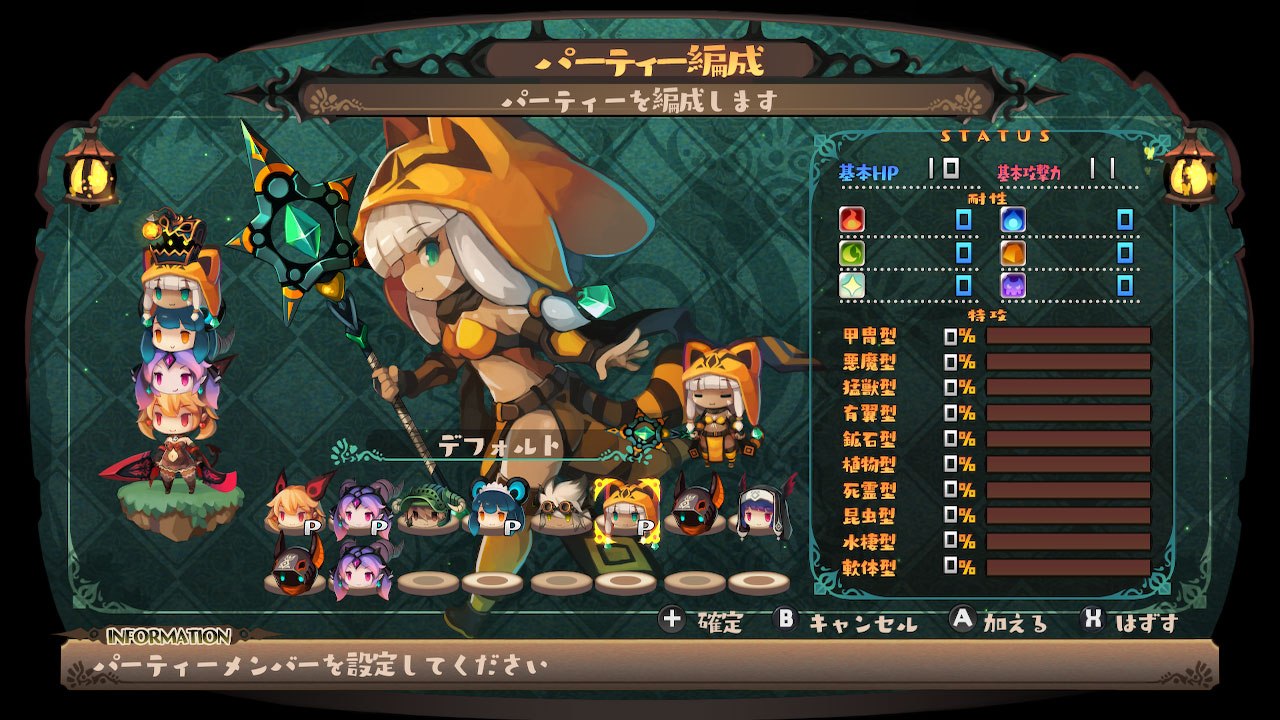 パーティー編成
パーティーを編成します
STATUS
基本HP 10 基本攻撃力 11
耐性
0 0
0 0
0 0
特攻
甲冑型 0%
悪魔型 0%
猛獣型 0%
有翼型 0%
鉱石型 0%
植物型 0%
死霊型 0%
昆虫型 0%
水棲型 0%
軟体型 0%
デフォルト
P P P P
+ 確定 B キャンセル A 加える X はずす
INFORMATION
パーティーメンバーを設定してください